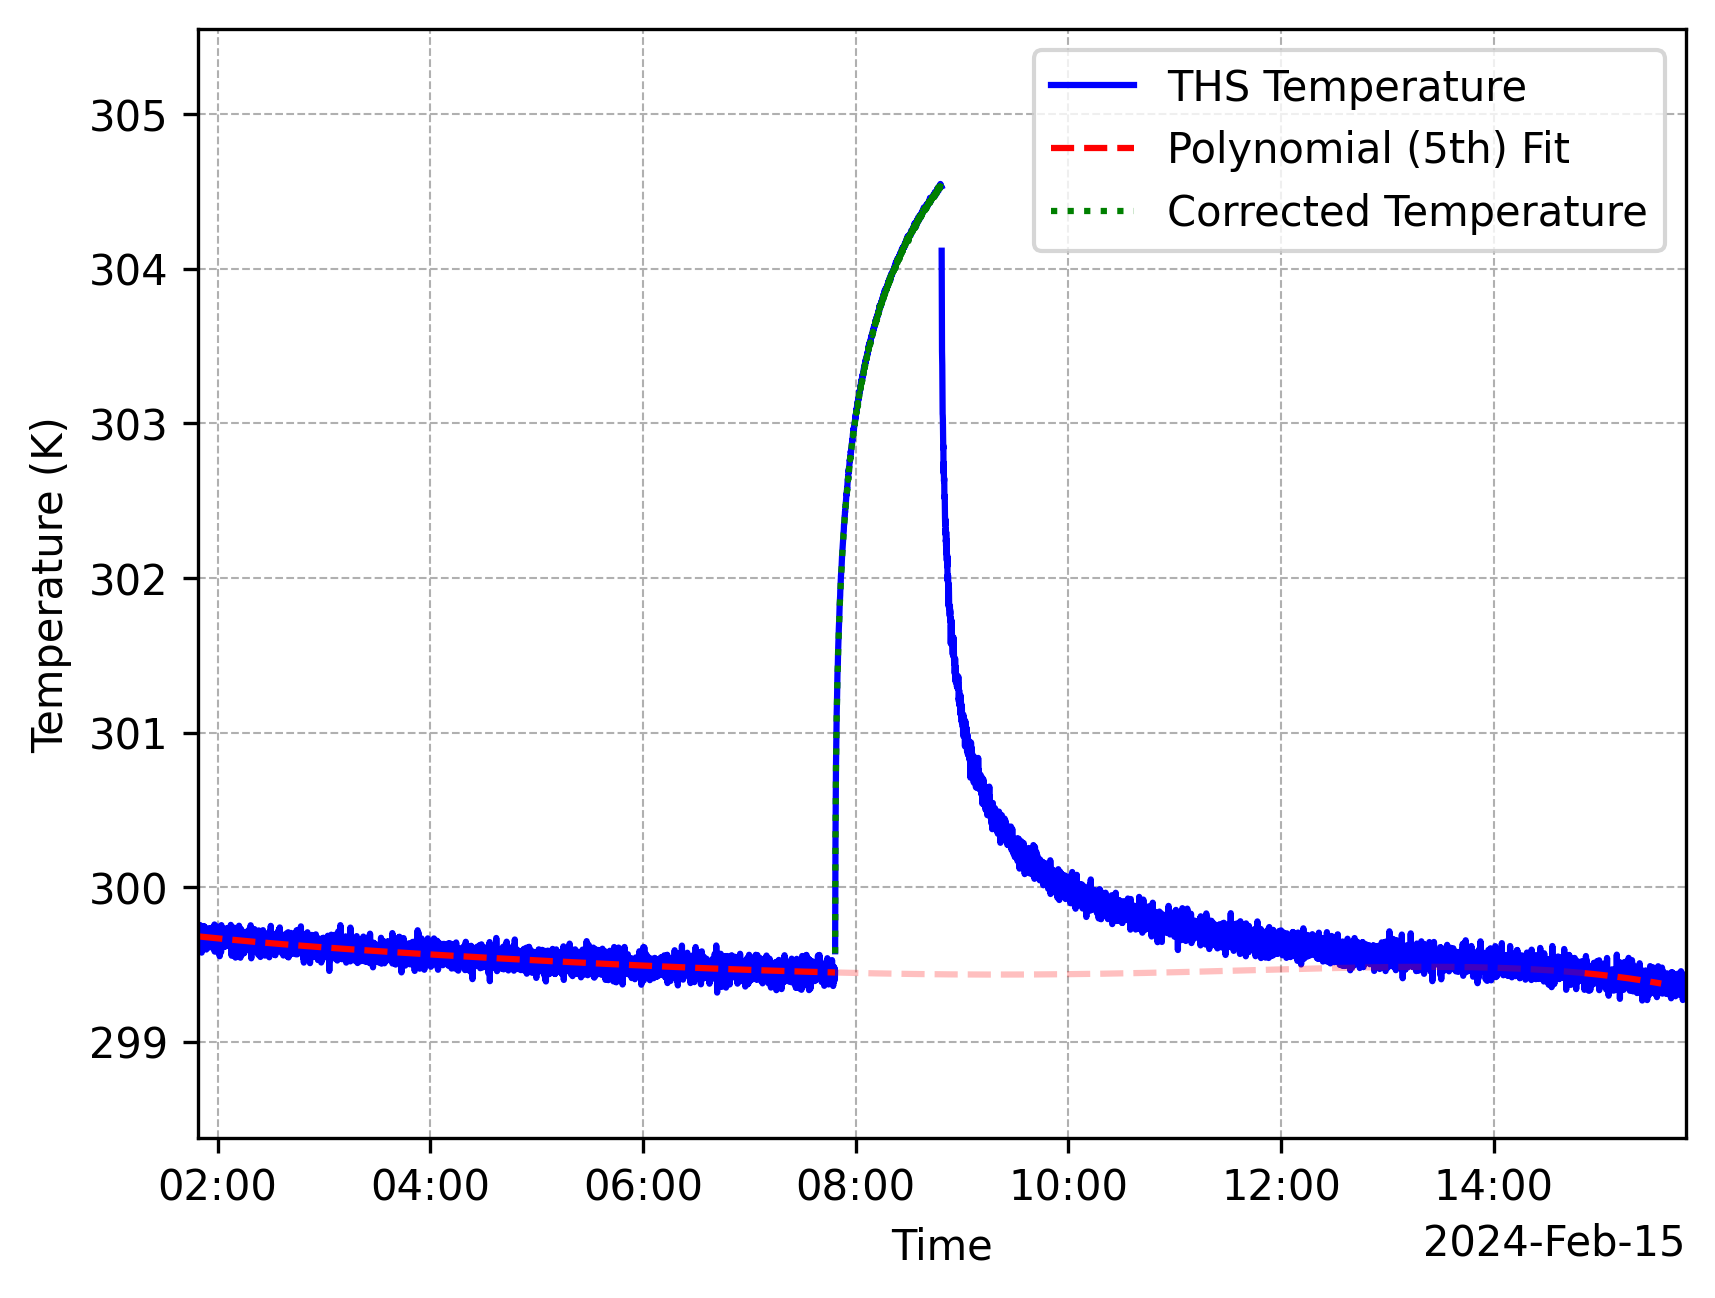 THS Temperature
Polynomial (5th) Fit
Corrected Temperature
305
304
303
302
301
300
299
Temperature (K)
02:00 04:00 06:00 08:00 10:00 12:00 14:00
Time
2024-Feb-15